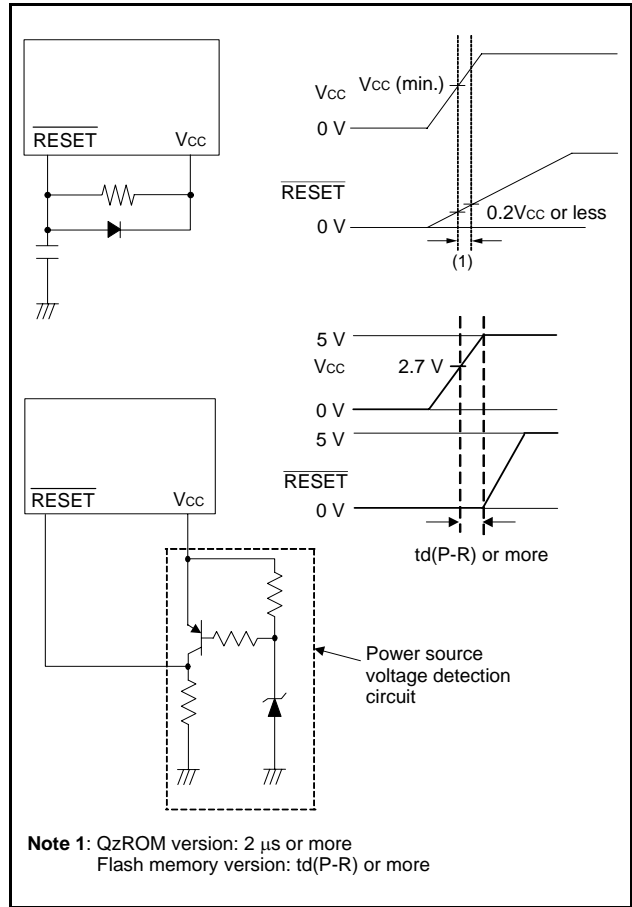 RESET Vcc
Vcc Vcc (min.)
0 V
RESET
0 V
0.2Vcc or less
(1)
5 V
Vcc 2.7 V
0 V
5 V
RESET
0 V
td(P-R) or more
RESET Vcc
Power source
voltage detection
circuit
Note 1: QzROM version: 2 μs or more
Flash memory version: td(P-R) or more